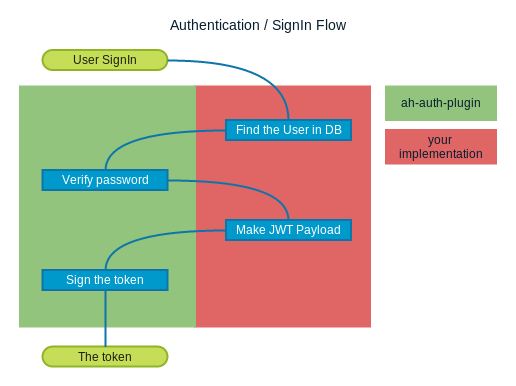 Authentication / SignIn Flow
User SignIn
Find the User in DB
Verify password
Make JWT Payload
Sign the token
The token
ah-auth-plugin
your
implementation